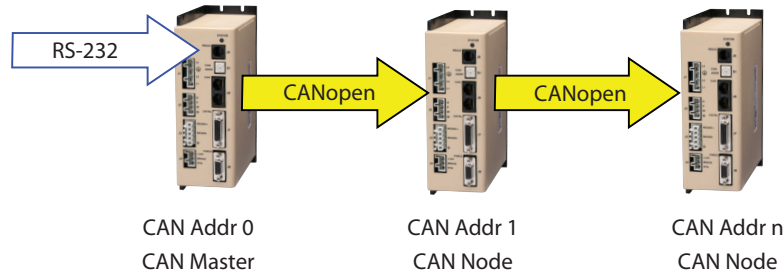 RS-232
CANopen
CANopen
CAN Addr 0
CAN Master
CAN Addr 1
CAN Node
CAN Addr n
CAN Node